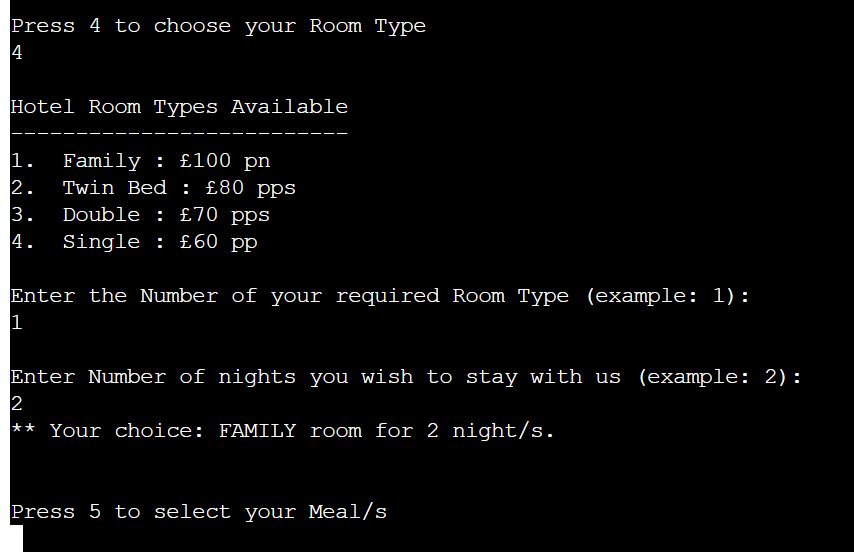 Press 4 to choose your Room Type
4
Hotel Room Types Available
--------------------------
1.  Family : £100 pn
2.  Twin Bed : £80 pps
3.  Double : £70 pps
4.  Single : £60 pp
Enter the Number of your required Room Type (example: 1):
1
Enter Number of nights you wish to stay with us (example: 2):
2
** Your choice: FAMILY room for 2 night/s.
Press 5 to select your Meal/s